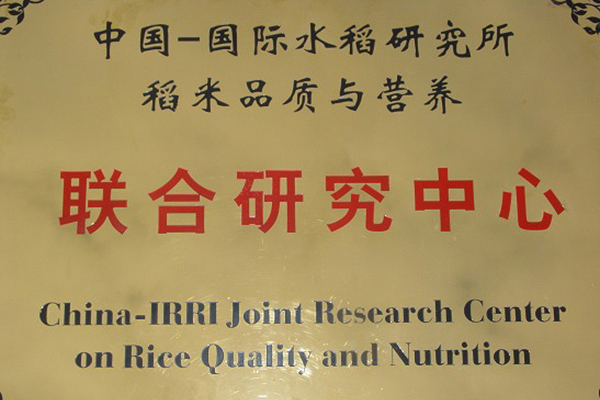 中国-国际水稻研究所
稻米品质与营养
联合研究中心
China-IRRI Joint Research Center
on Rice Quality and Nutrition